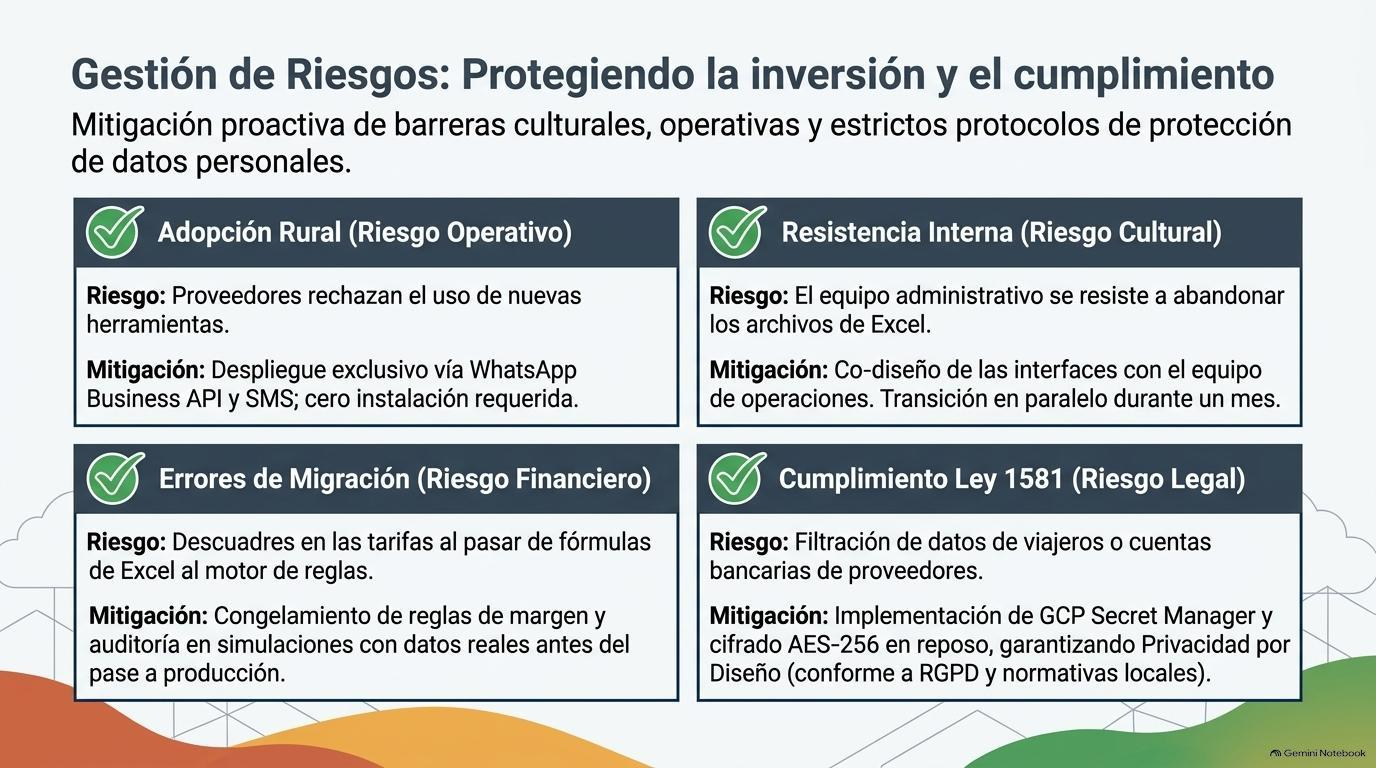 Gestión de Riesgos: Protegiendo la inversión y el cumplimiento
Mitigación proactiva de barreras culturales, operativas y estrictos protocolos de protección
de datos personales.
Adopción Rural (Riesgo Operativo)
Riesgo: Proveedores rechazan el uso de nuevas
herramientas.
Mitigación: Despliegue exclusivo vía WhatsApp
Business API y SMS; cero instalación requerida.
Resistencia Interna (Riesgo Cultural)
Riesgo: El equipo administrativo se resiste a abandonar
los archivos de Excel.
Mitigación: Co-diseño de las interfaces con el equipo
de operaciones. Transición en paralelo durante un mes.
Errores de Migración (Riesgo Financiero)
Riesgo: Descuadres en las tarifas al pasar de fórmulas
de Excel al motor de reglas.
Mitigación: Congelamiento de reglas de margen y
auditoría en simulaciones con datos reales antes del
pase a producción.
Cumplimiento Ley 1581 (Riesgo Legal)
Riesgo: Filtración de datos de viajeros o cuentas
bancarias de proveedores.
Mitigación: Implementación de GCP Secret Manager y
cifrado AES-256 en reposo, garantizando Privacidad por
Diseño (conforme a RGPD y normativas locales).
Gemini Notebook